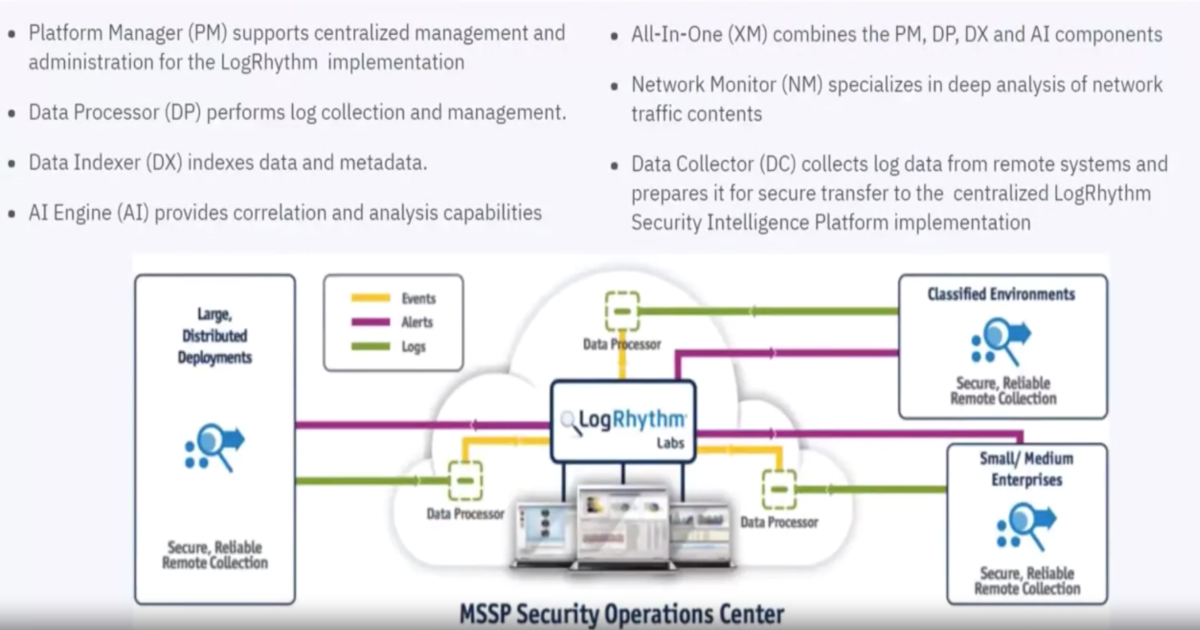 Platform Manager (PM) supports centralized management and
administration for the LogRhythm implementation
Data Processor (DP) performs log collection and management.
Data Indexer (DX) indexes data and metadata.
AI Engine (AI) provides correlation and analysis capabilities
All-In-One (XM) combines the PM, DP, DX and AI components
Network Monitor (NM) specializes in deep analysis of network
traffic contents
Data Collector (DC) collects log data from remote systems and
prepares it for secure transfer to the centralized LogRhythm
Security Intelligence Platform implementation
Large,
Distributed
Deployments
Secure, Reliable
Remote Collection
Events
Alerts
Logs
Data Processor
LogRhythm
Labs
Data Processor
Data Processor
Classified Environments
Secure, Reliable
Remote Collection
Small/ Medium
Enterprises
Secure, Reliable
Remote Collection
MSSP Security Operations Center